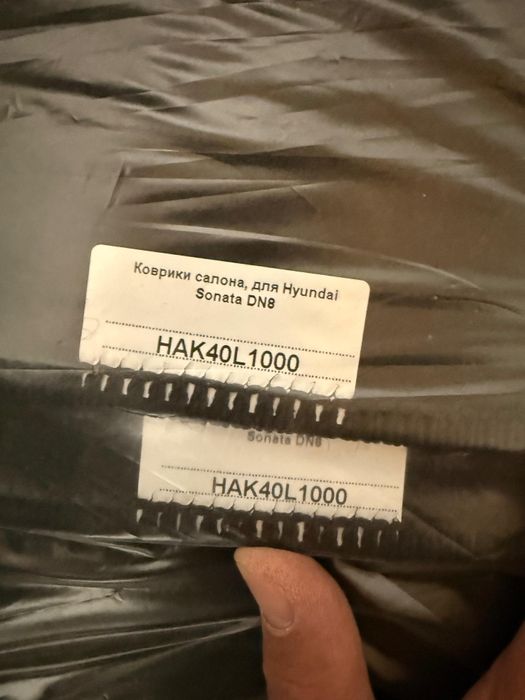 Коврики салона, для Hyundai
Sonata DN8
HAK40L1000
Sonata DN8
HAK40L1000